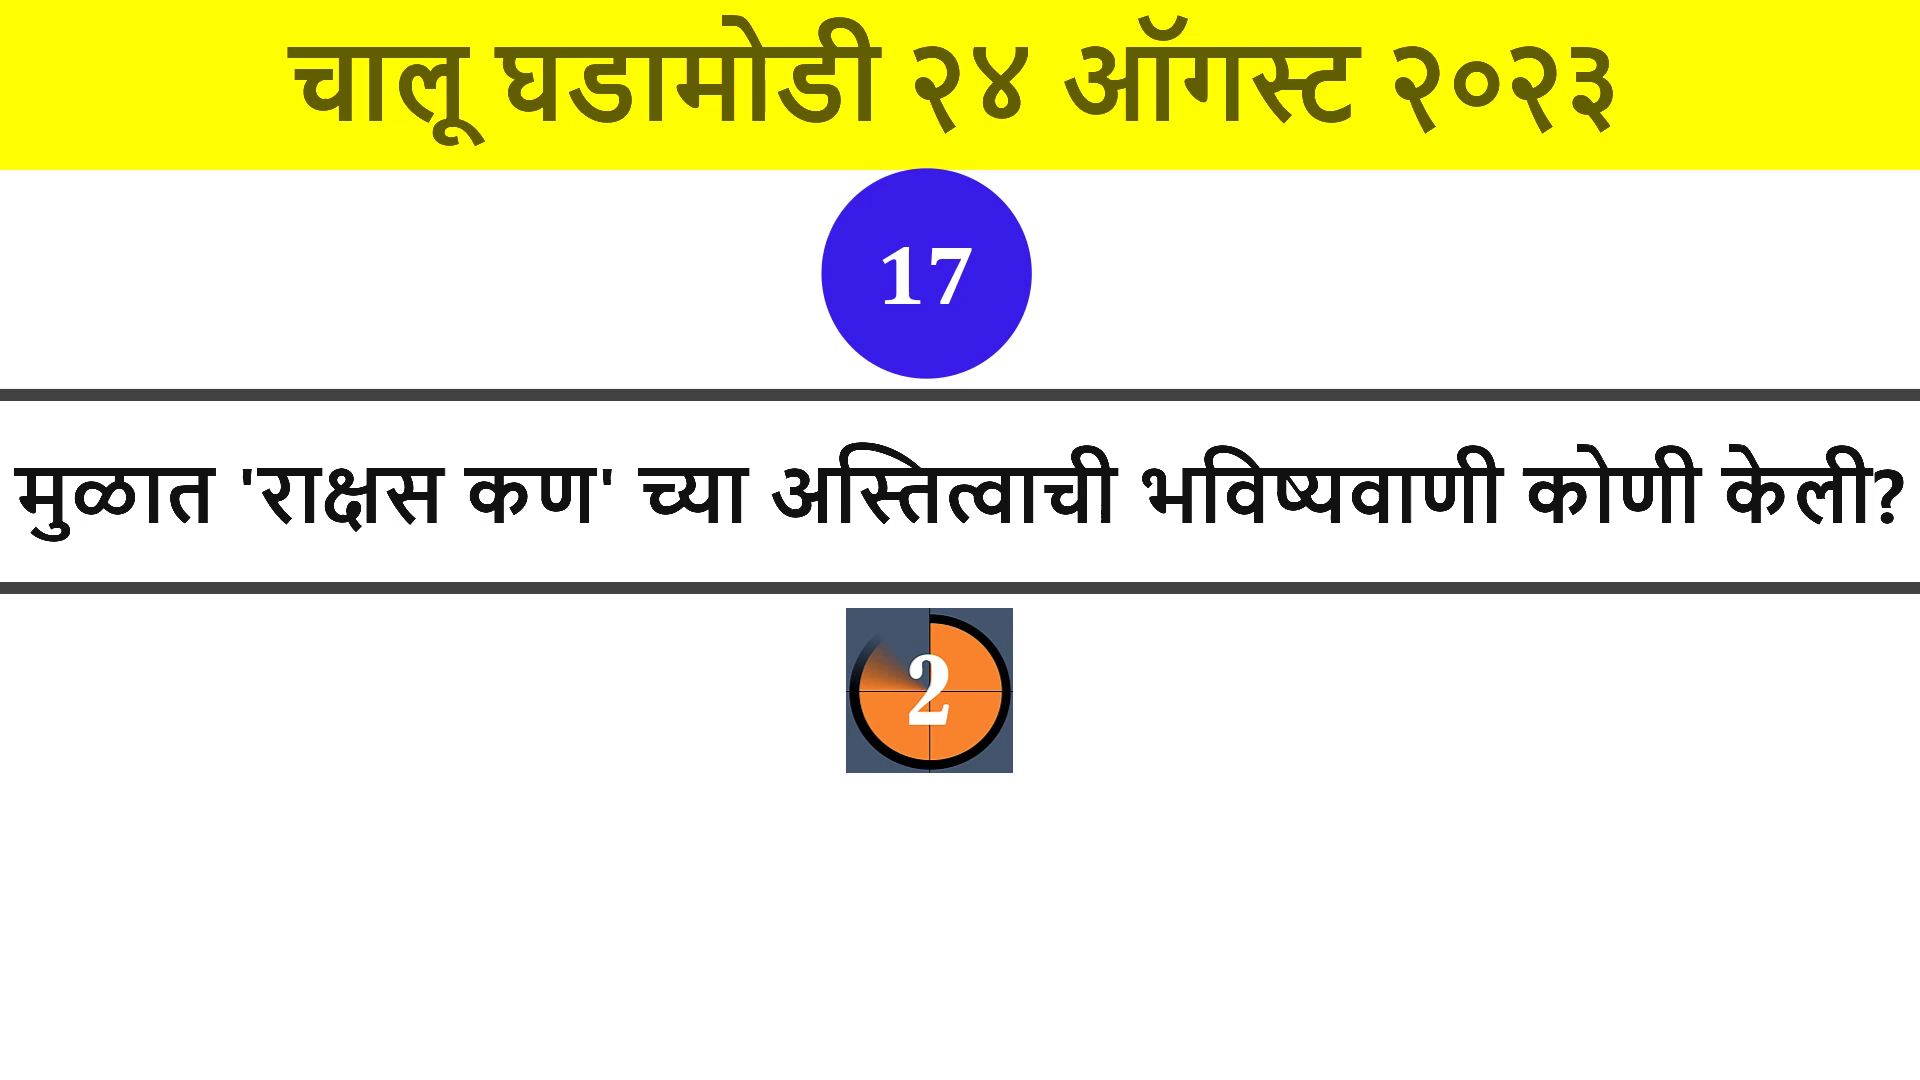 चालू घडामोडी २४ ऑगस्ट २०२३
17
मुळात 'राक्षस कण' च्या अस्तित्वाची भविष्यवाणी कोणी केली?
2